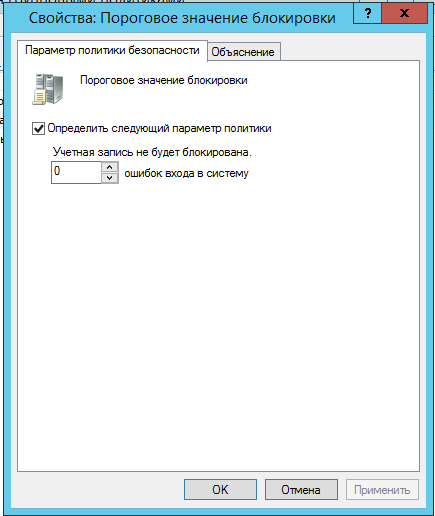 Свойства: Пороговое значение блокировки
?
x
Параметр политики безопасности
Объяснение
Пороговое значение блокировки
Определить следующий параметр политики
Учетная запись не будет блокирована.
0
ошибок входа в систему
OK
Отмена
Применить